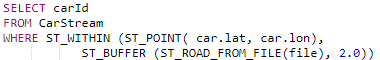 SELECT carId
FROM CarStream
WHERE ST_WITHIN (ST_POINT( car.lat, car.lon),
ST_BUFFER (ST_ROAD_FROM_FILE(file), 2.0))